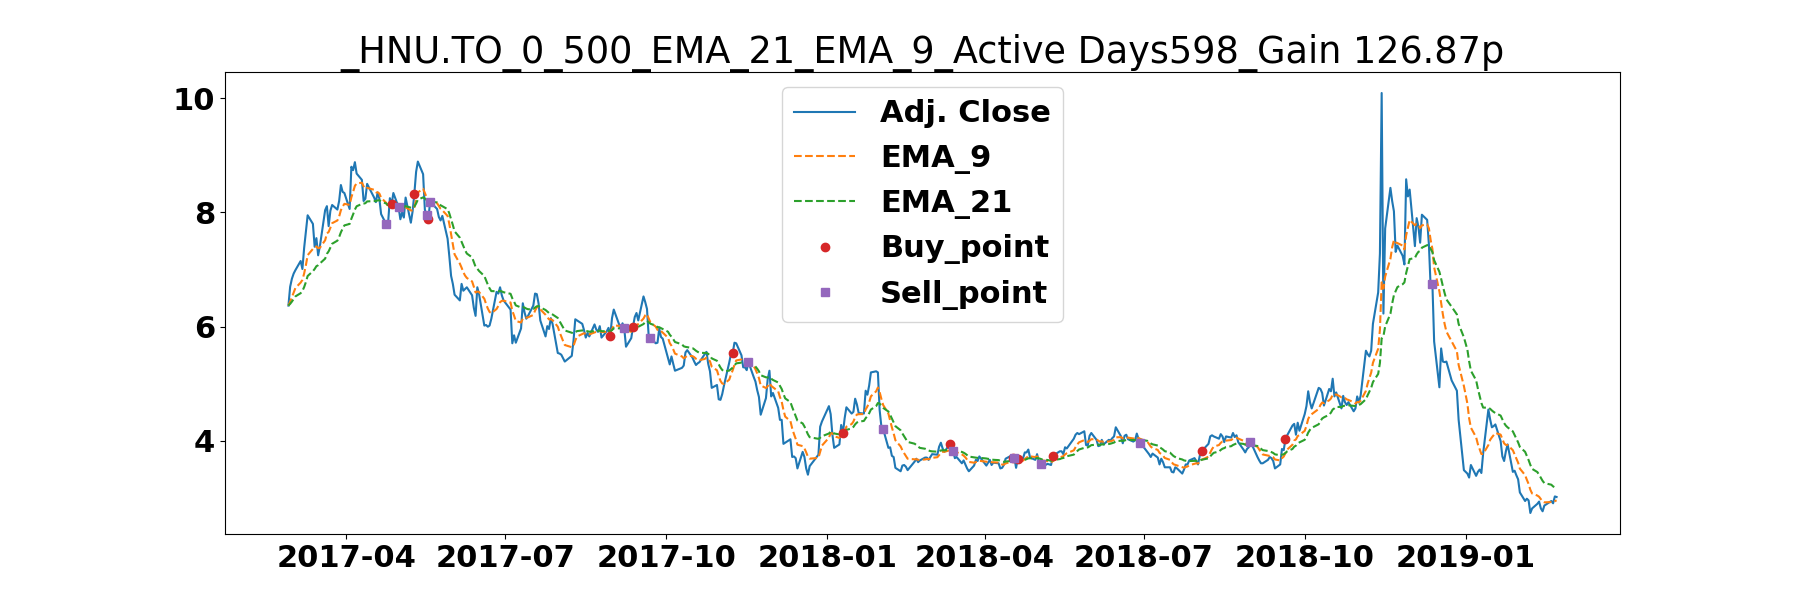 _HNU.TO_0_500_EMA_21_EMA_9_Active Days598_Gain 126.87p
10
8
6
4
Adj. Close
EMA_9
EMA_21
Buy_point
Sell_point
2017-04 2017-07 2017-10 2018-01 2018-04 2018-07 2018-10 2019-01